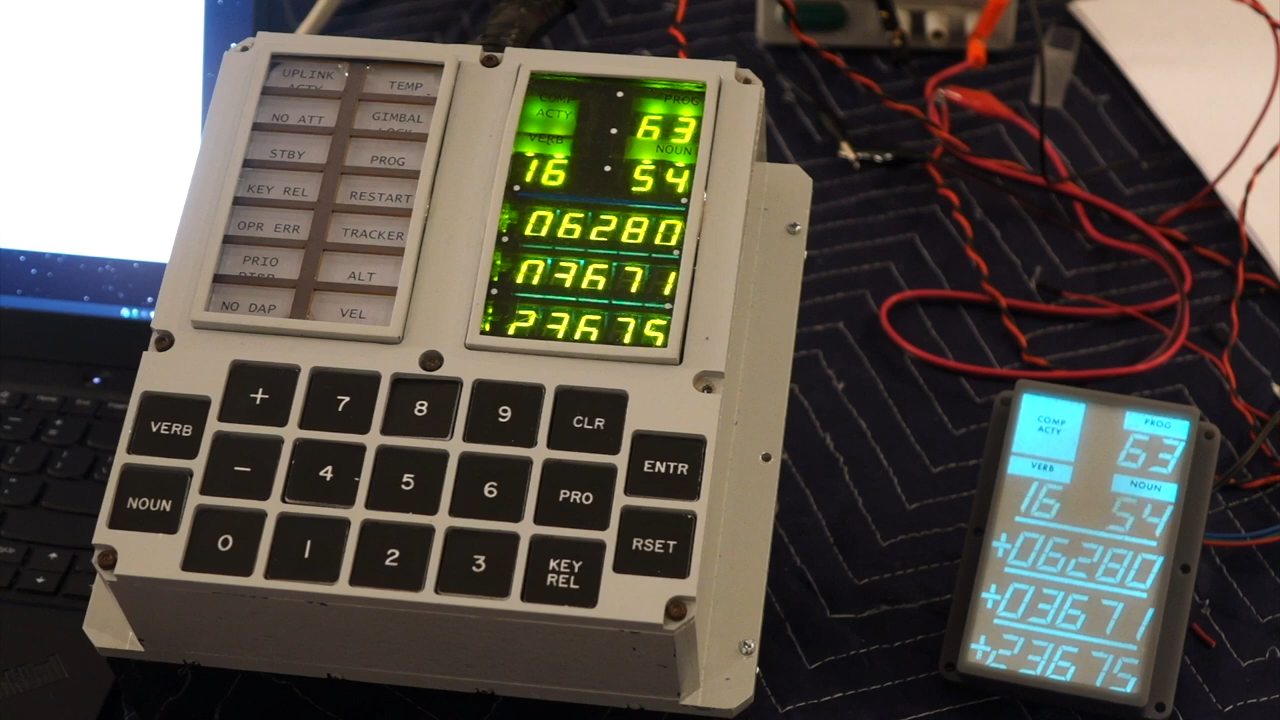 UPLINK ACTY TEMP
NO ATT GIMBAL LOCK
STBY PROG
KEY REL RESTART
OPR ERR TRACKER
PRIO DISP ALT
NO DAP VEL
COMP ACTY PROG
63
VERB NOUN
16 54
06280
03671
23675
+ 7 8 9 CLR
VERB ENTR
- 4 5 6 PRO
NOUN RSET
0 1 2 3 KEY REL
COMP ACTY PROG
63
VERB NOUN
16 54
+06280
+03671
+23675